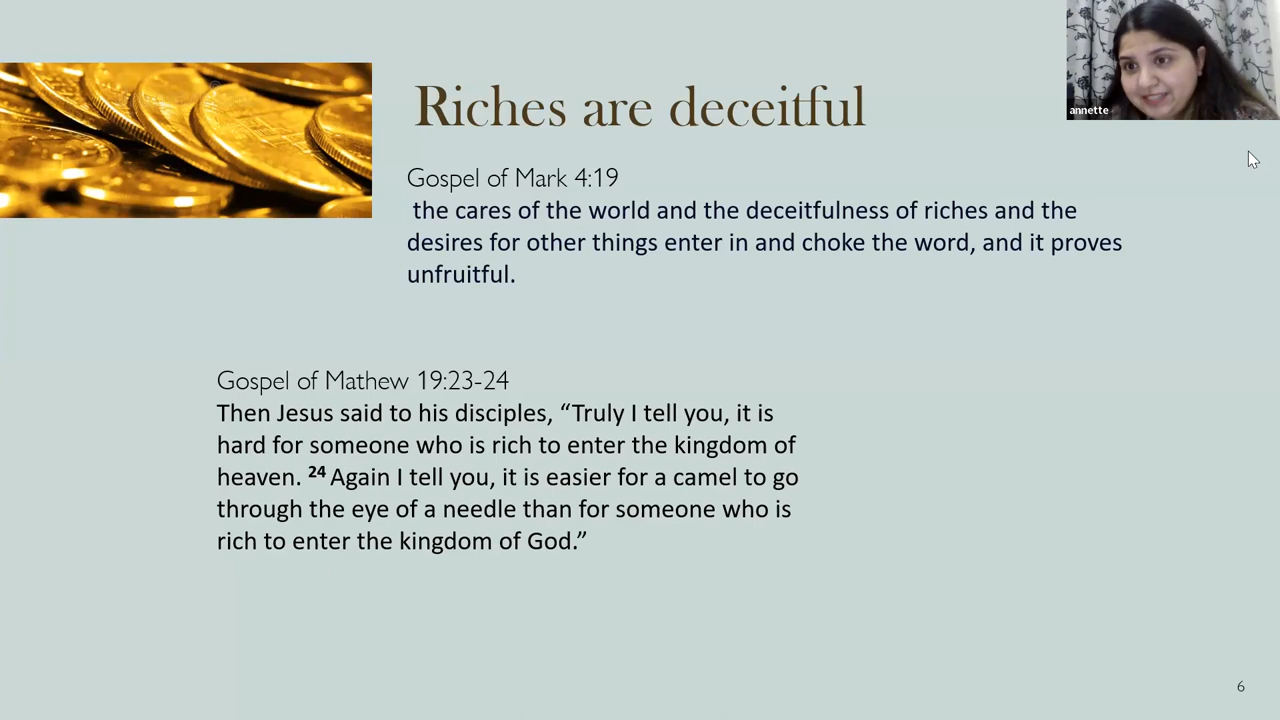 annette
Riches are deceitful
Gospel of Mark 4:19
the cares of the world and the deceitfulness of riches and the
desires for other things enter in and choke the word, and it proves
unfruitful.
Gospel of Mathew 19:23-24
Then Jesus said to his disciples, “Truly I tell you, it is
hard for someone who is rich to enter the kingdom of
heaven. 24 Again I tell you, it is easier for a camel to go
through the eye of a needle than for someone who is
rich to enter the kingdom of God.”
6